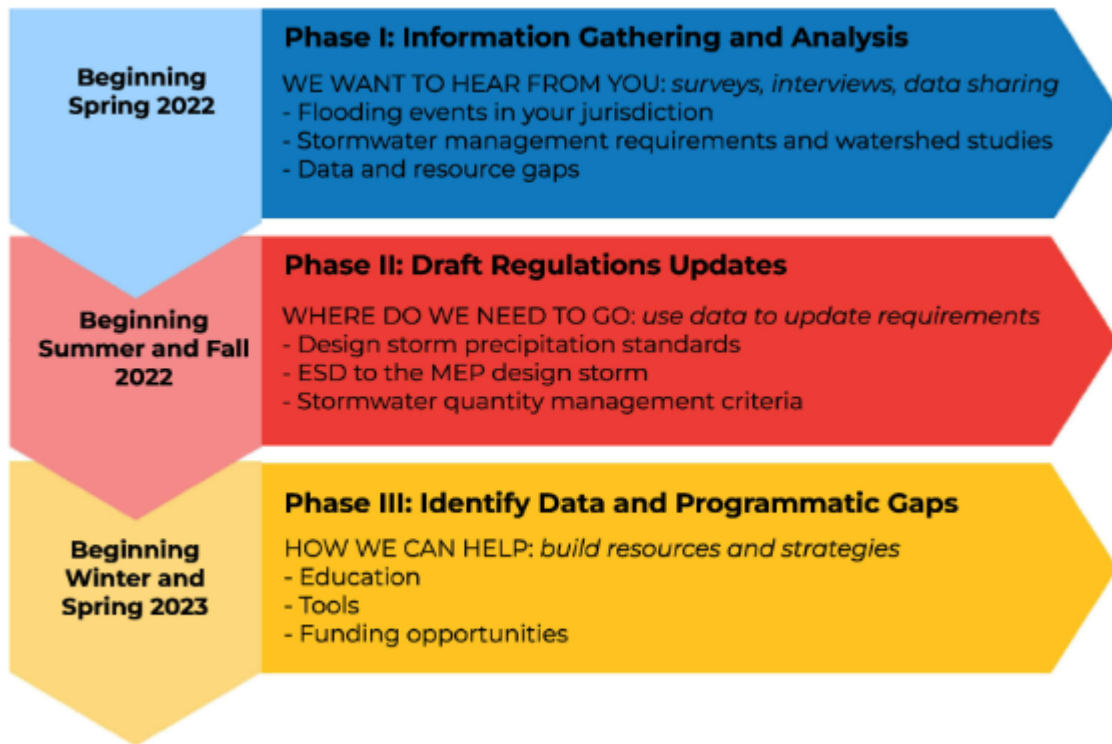 Beginning
Spring 2022
Phase I: Information Gathering and Analysis
WE WANT TO HEAR FROM YOU: surveys, interviews, data sharing
- Flooding events in your jurisdiction
- Stormwater management requirements and watershed studies
- Data and resource gaps
Beginning
Summer and Fall
2022
Phase II: Draft Regulations Updates
WHERE DO WE NEED TO GO: use data to update requirements
- Design storm precipitation standards
- ESD to the MEP design storm
- Stormwater quantity management criteria
Beginning
Winter and
Spring 2023
Phase III: Identify Data and Programmatic Gaps
HOW WE CAN HELP: build resources and strategies
- Education
- Tools
- Funding opportunities